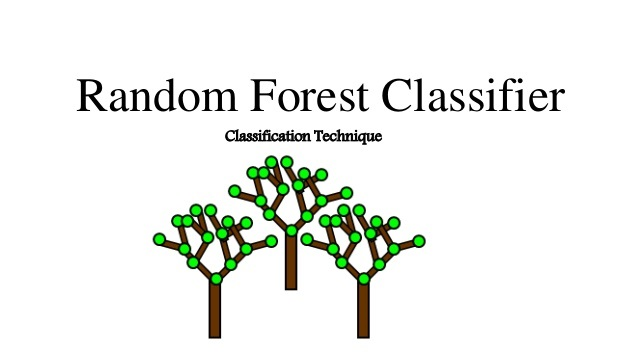 Random Forest Classifier
Classification Technique